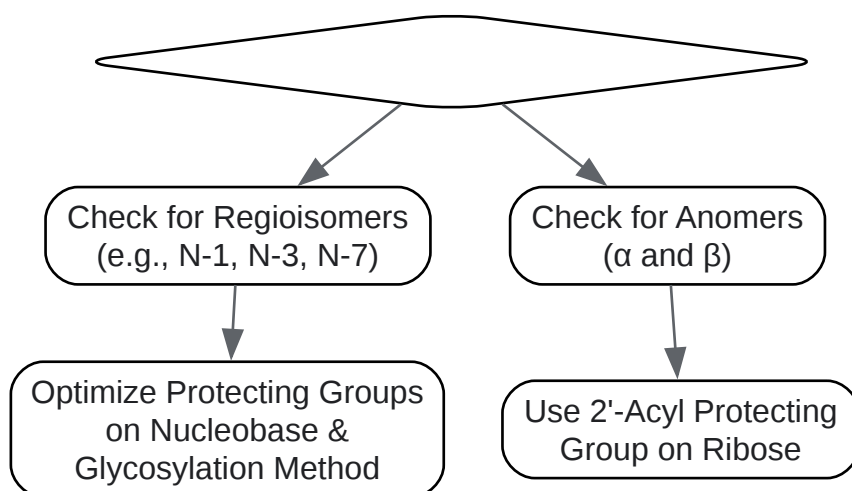 Check for Regioisomers
(e.g., N-1, N-3, N-7)
Check for Anomers
(α and β)
Optimize Protecting Groups
on Nucleobase &
Glycosylation Method
Use 2'-Acyl Protecting
Group on Ribose